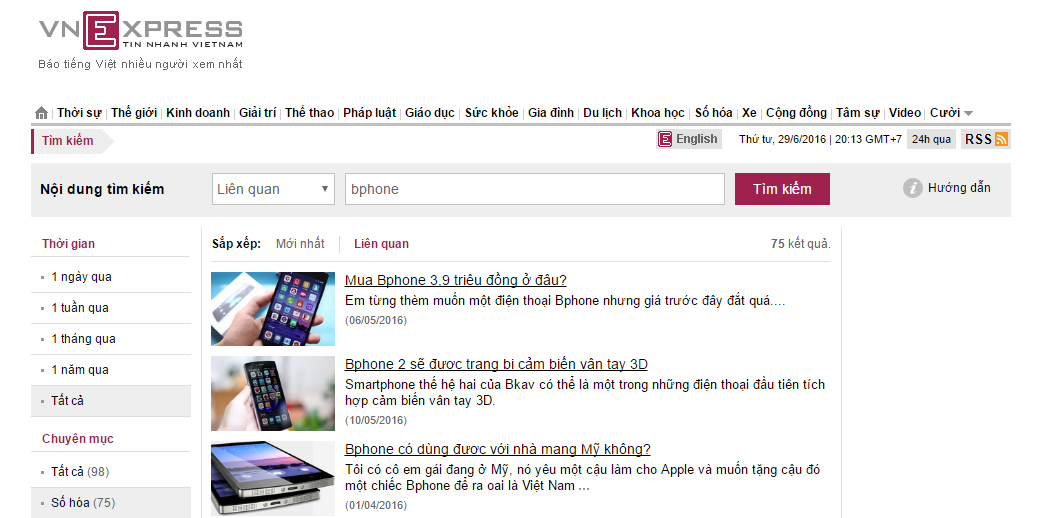 VNEXPRESS
TIN NHANH VIETNAM
Báo tiếng Việt nhiều người xem nhất
Thời sự Thế giới Kinh doanh Giải trí Thể thao Pháp luật Giáo dục Sức khỏe Gia đình Du lịch Khoa học Số hóa Xe Cộng đồng Tâm sự Video Cười
Tìm kiếm
E English Thứ tư, 29/6/2016 | 20:13 GMT+7 24h qua RSS
Nội dung tìm kiếm Liên quan bphone Tìm kiếm i Hướng dẫn
Thời gian
1 ngày qua
1 tuần qua
1 tháng qua
1 năm qua
Tất cả
Chuyên mục
Tất cả (98)
Số hóa (75)
Sắp xếp: Mới nhất Liên quan 75 kết quả.
Mua Bphone 3,9 triệu đồng ở đâu?
Em từng thèm muốn một điện thoại Bphone nhưng giá trước đây đắt quá....
(06/05/2016)
Bphone 2 sẽ được trang bị cảm biến vân tay 3D
Smartphone thế hệ hai của Bkav có thể là một trong những điện thoại đầu tiên tích
hợp cảm biến vân tay 3D.
(10/05/2016)
Bphone có dùng được với nhà mạng Mỹ không?
Tôi có cô em gái đang ở Mỹ, nó yêu một cậu làm cho Apple và muốn tặng cậu đó
một chiếc Bphone để ra oai là Việt Nam ...
(01/04/2016)